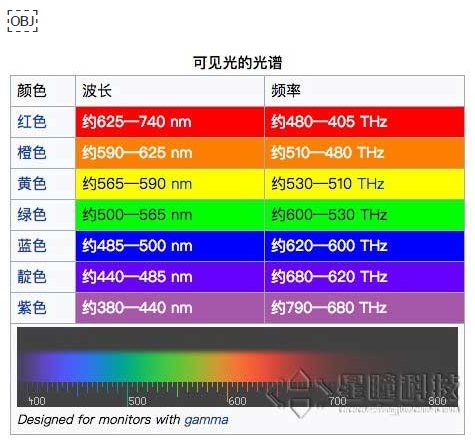 OBJ
可见光的光谱
颜色 波长 频率
红色 约625—740 nm 约480—405 THz
橙色 约590—625 nm 约510—480 THz
黄色 约565—590 nm 约530—510 THz
绿色 约500—565 nm 约600—530 THz
蓝色 约485—500 nm 约620—600 THz
靛色 约440—485 nm 约680—620 THz
紫色 约380—440 nm 约790—680 THz
400 500 600 700 800
星瞳科技
Designed for monitors with gamma